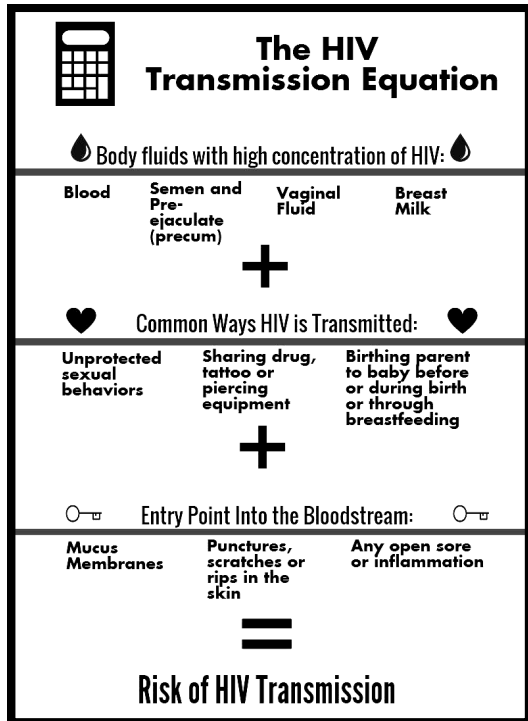 The HIV
Transmission Equation
Body fluids with high concentration of HIV:
Blood
Semen and
Pre-
ejaculate
(precum)
Vaginal
Fluid
Breast
Milk
+
Common Ways HIV is Transmitted:
Unprotected
sexual
behaviors
Sharing drug,
tattoo or
piercing
equipment
Birthing parent
to baby before
or during birth
or through
breastfeeding
+
Entry Point Into the Bloodstream:
Mucus
Membranes
Punctures,
scratches or
rips in the
skin
Any open sore
or inflammation
=
Risk of HIV Transmission